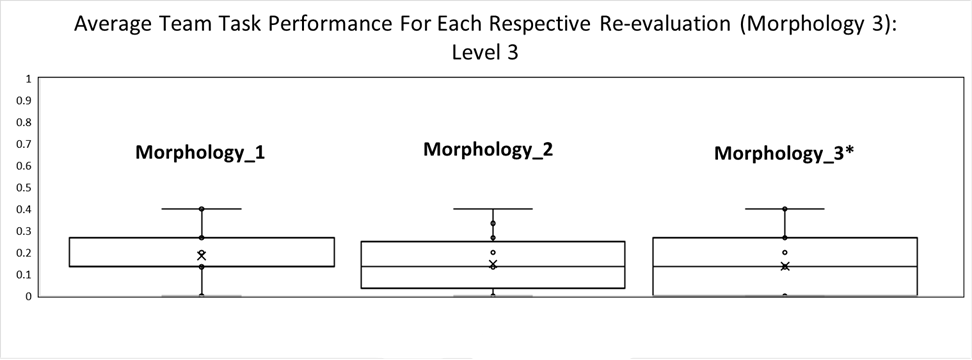 Average Team Task Performance For Each Respective Re-evaluation (Morphology 3):
Level 3
1
0.9
0.8
0.7
0.6
0.5
0.4
0.3
0.2
0.1
0
Morphology_1
Morphology_2
Morphology_3*